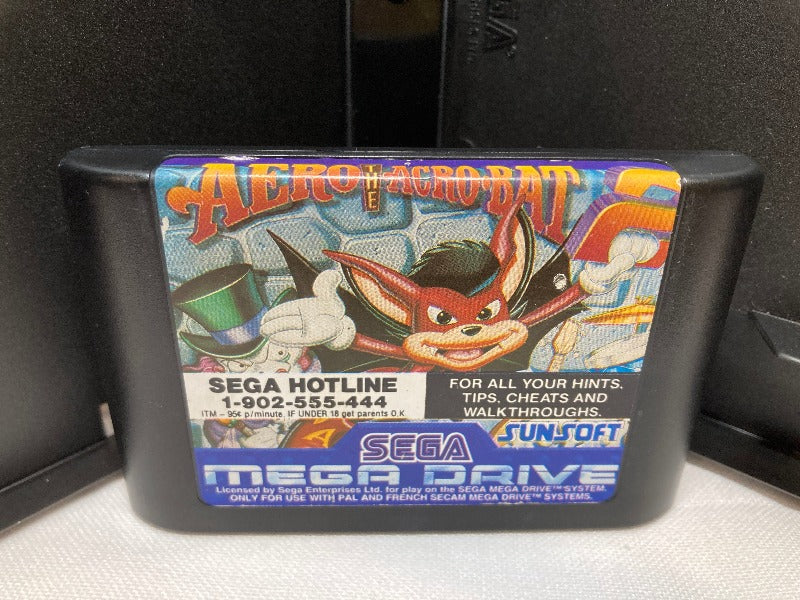 AERO THE ACRO-BAT
SEGA HOTLINE
1-902-555-444
ITM - 95¢ p/minute. IF UNDER 18 get parents O.K
FOR ALL YOUR HINTS,
TIPS, CHEATS AND
WALKTHROUGHS.
SUNSOFT
SEGA
MEGA DRIVE
Licensed by Sega Enterprises Ltd. for play on the SEGA MEGA DRIVE™ SYSTEM.
ONLY FOR USE WITH PAL AND FRENCH SECAM MEGA DRIVE™ SYSTEMS.